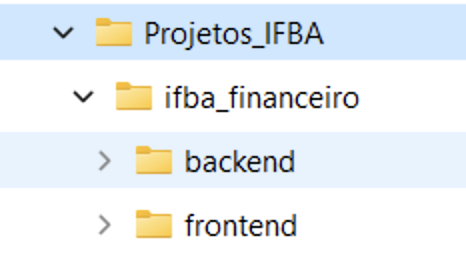 Projetos_IFBA
ifba_financeiro
backend
frontend